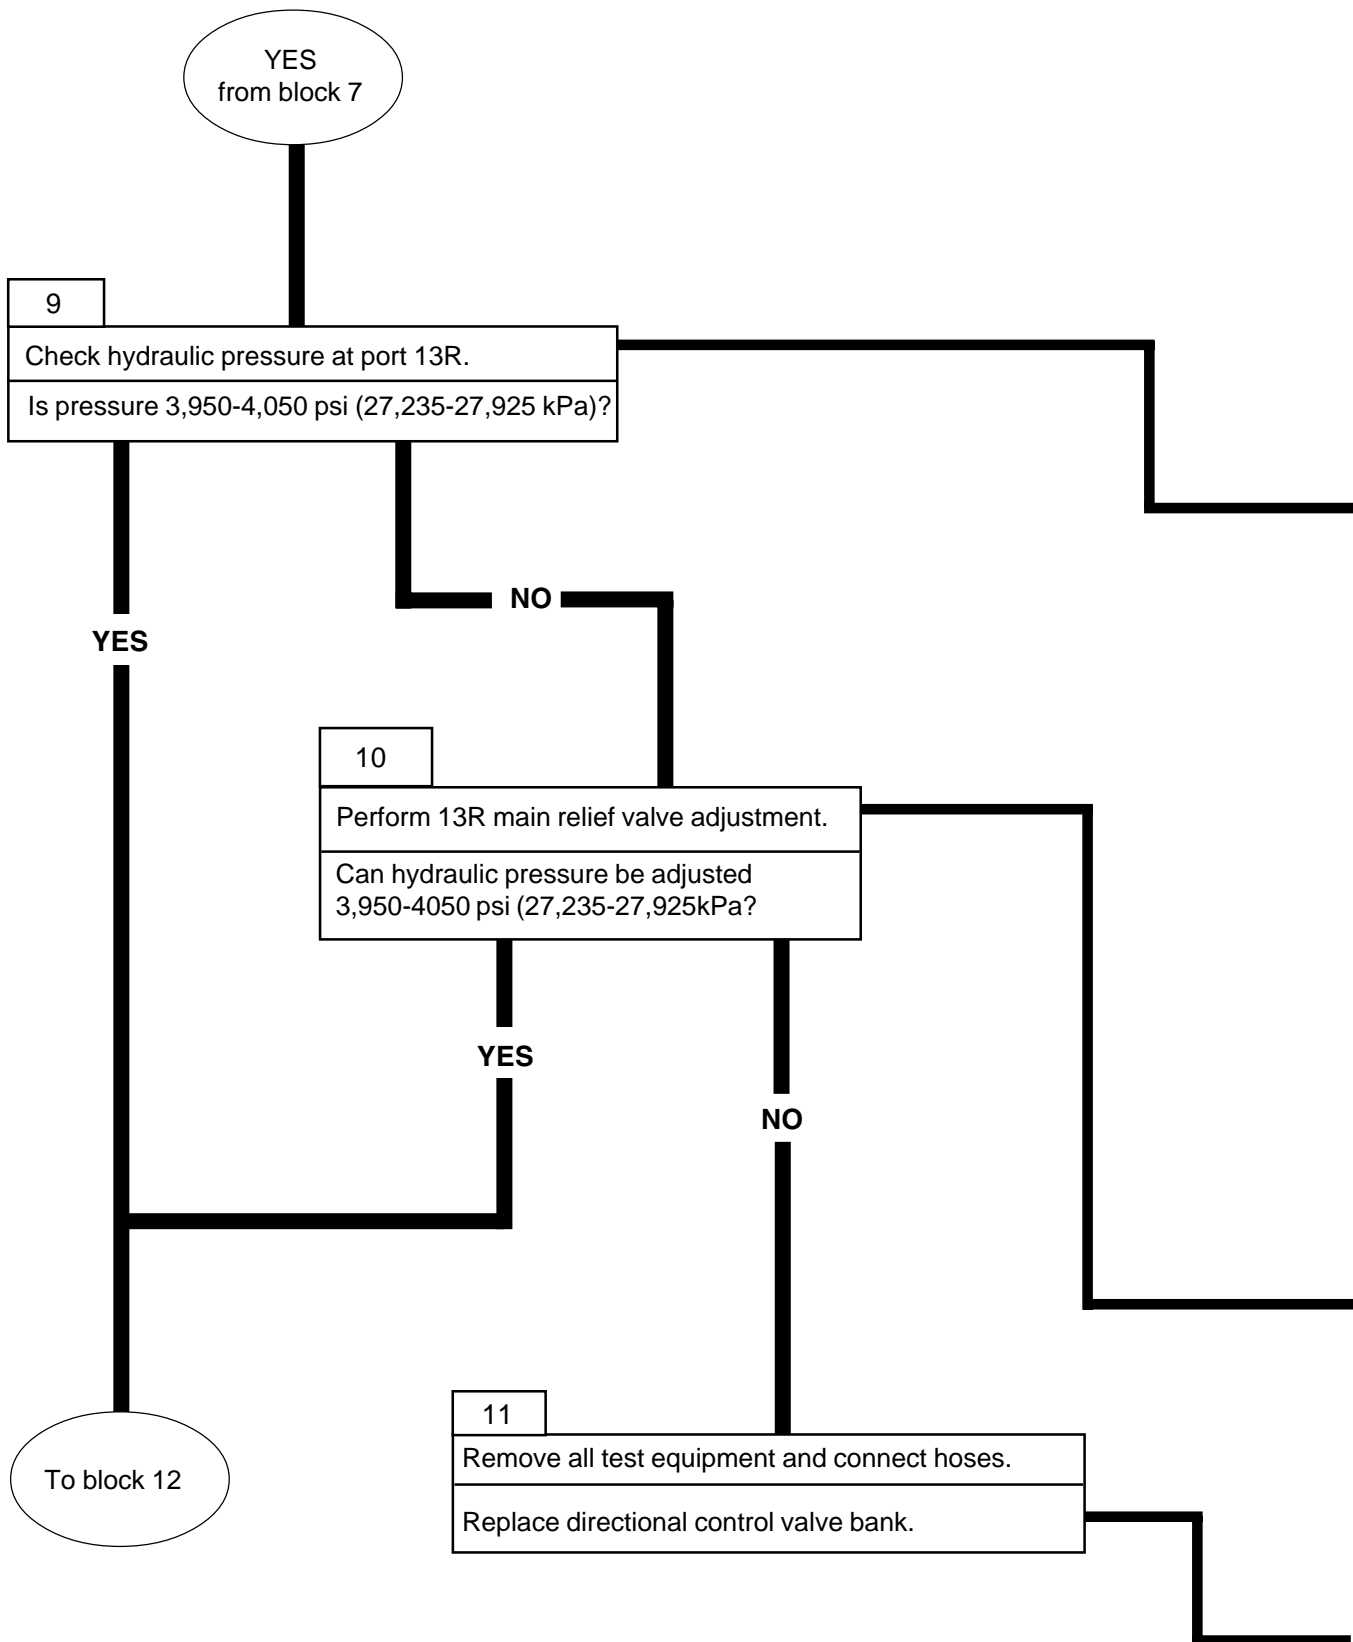 YES
from block 7
9
Check hydraulic pressure at port 13R.
Is pressure 3,950-4,050 psi (27,235-27,925 kPa)?
NO
YES
10
Perform 13R main relief valve adjustment.
Can hydraulic pressure be adjusted
3,950-4050 psi (27,235-27,925kPa?
YES
NO
11
Remove all test equipment and connect hoses.
Replace directional control valve bank.
To block 12